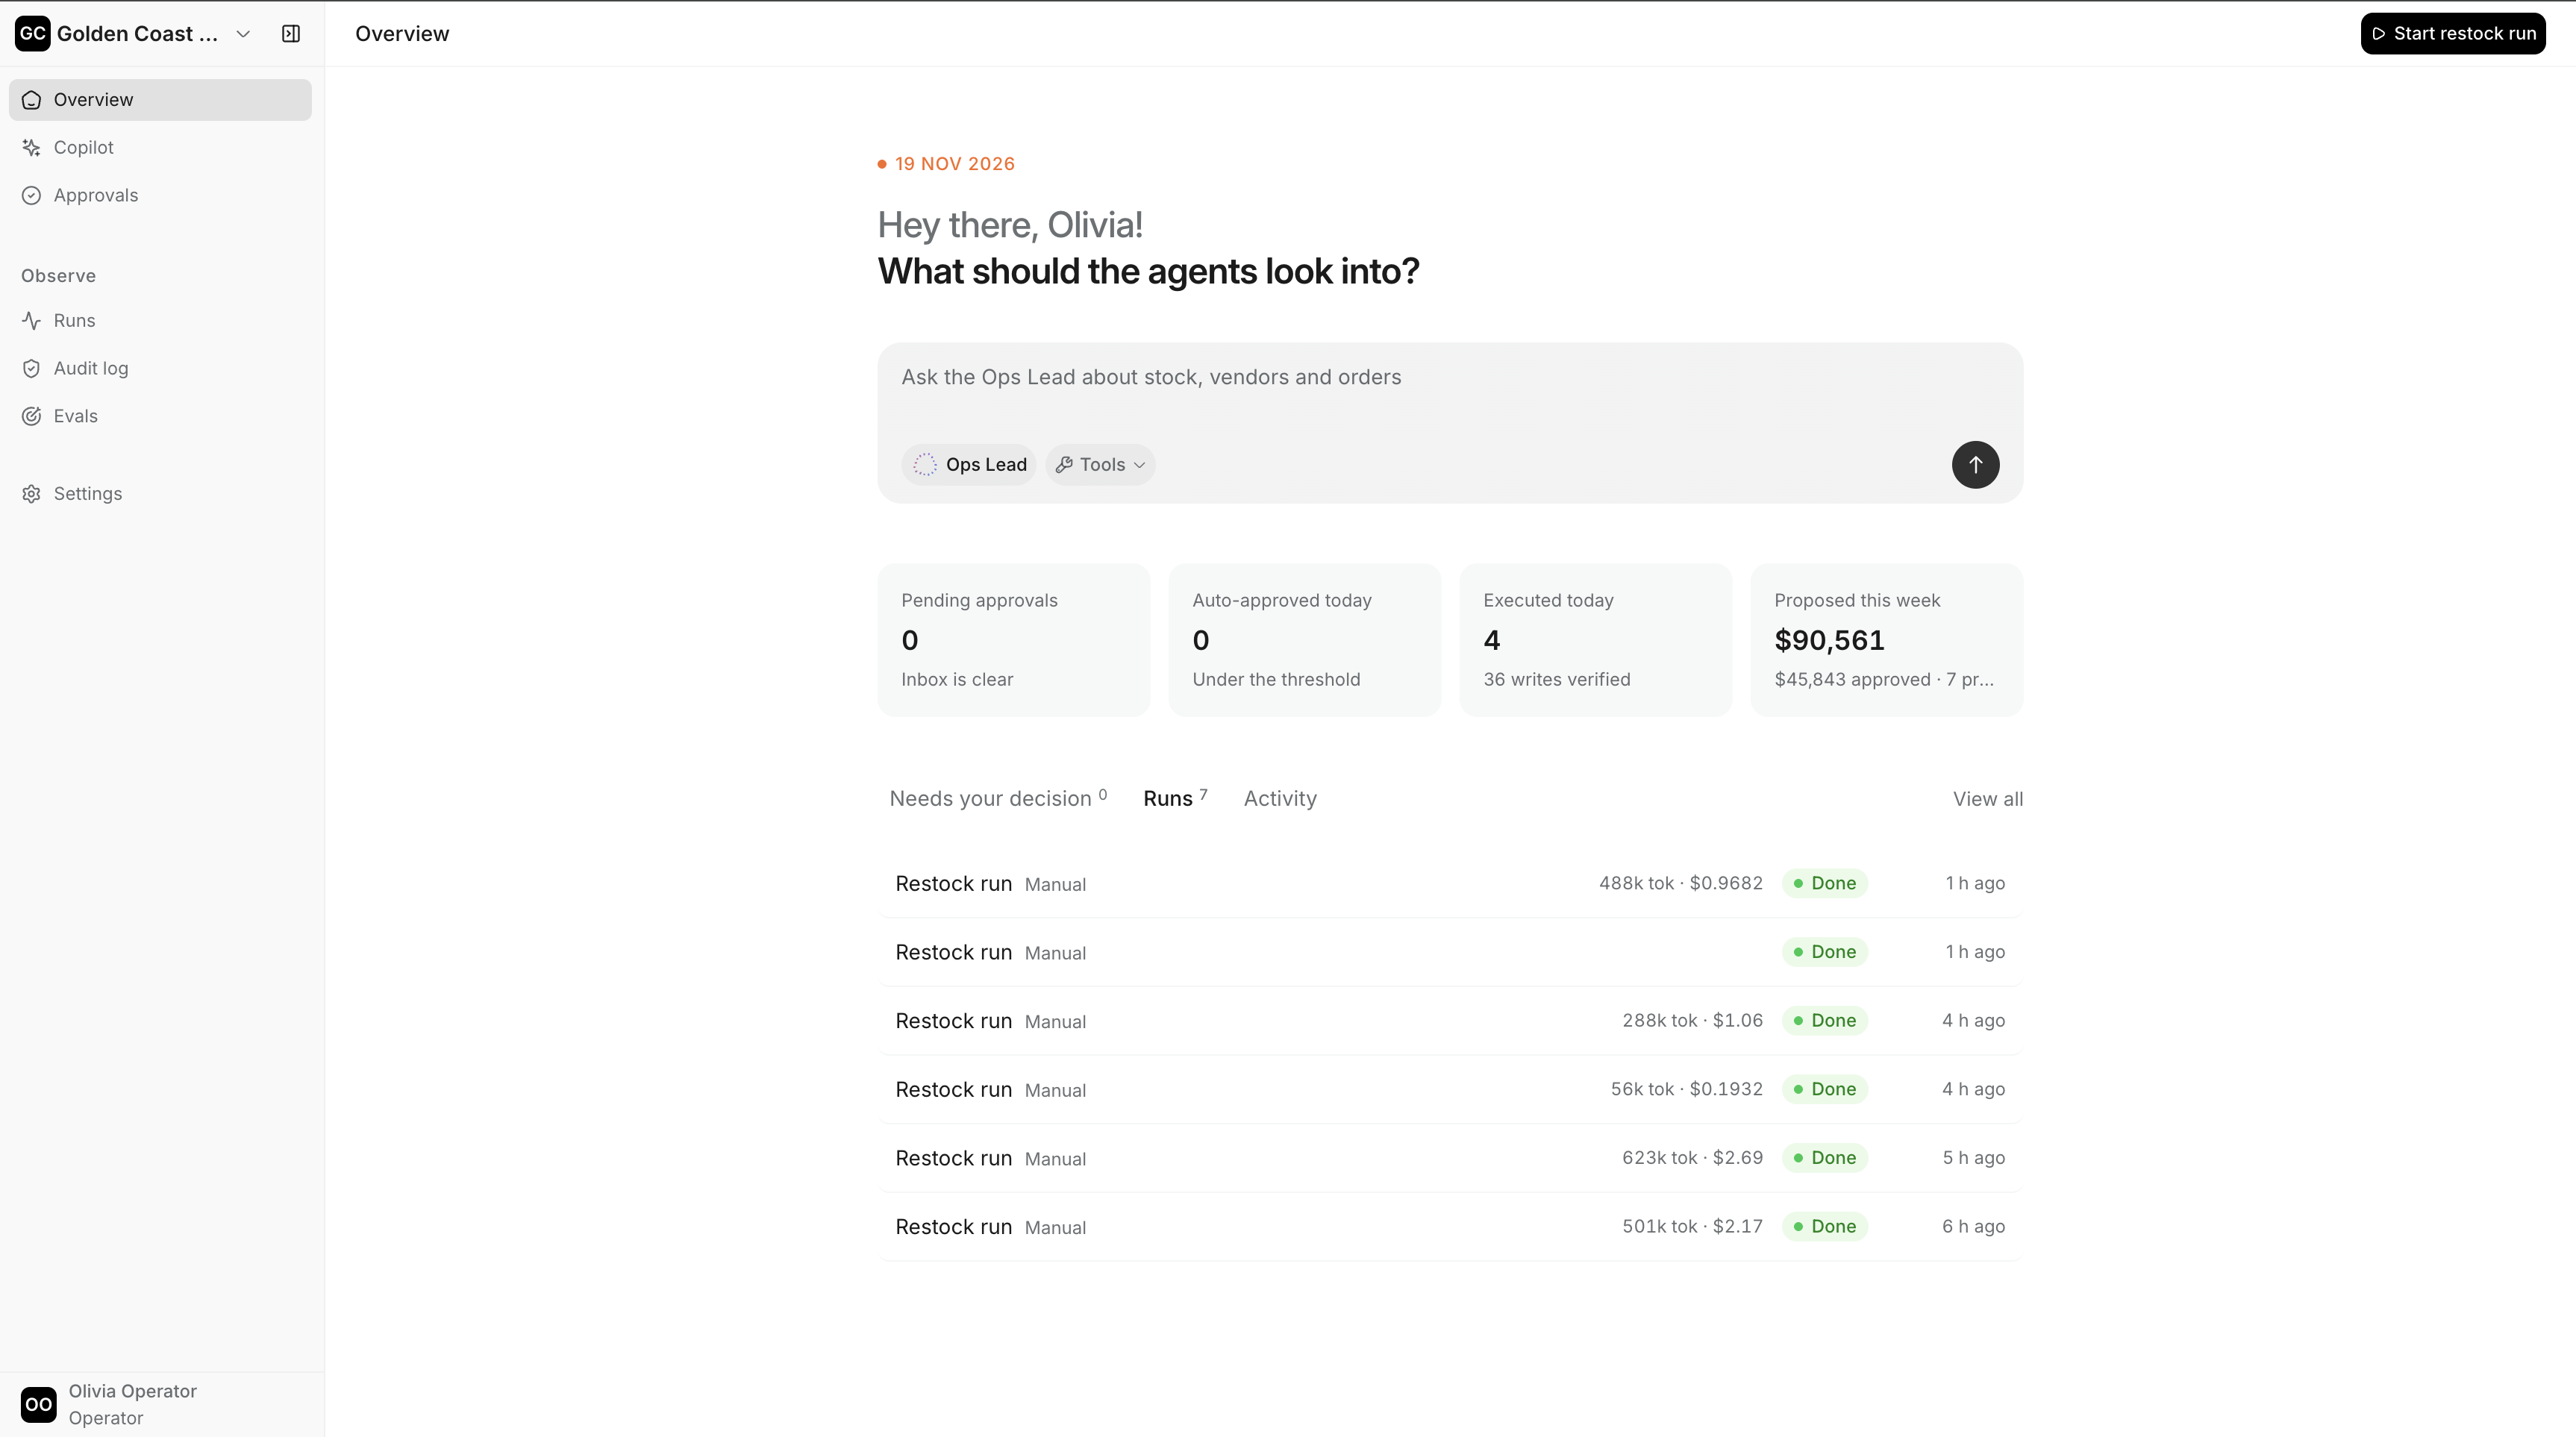 GC Golden Coast ...
Overview
Start restock run
Overview
Copilot
Approvals
Observe
Runs
Audit log
Evals
Settings
19 NOV 2026
Hey there, Olivia!
What should the agents look into?
Ask the Ops Lead about stock, vendors and orders
Ops Lead Tools
Pending approvals
0
Inbox is clear
Auto-approved today
0
Under the threshold
Executed today
4
36 writes verified
Proposed this week
$90,561
$45,843 approved · 7 pr...
Needs your decision 0 Runs 7 Activity View all
Restock run Manual 488k tok · $0.9682 Done 1 h ago
Restock run Manual Done 1 h ago
Restock run Manual 288k tok · $1.06 Done 4 h ago
Restock run Manual 56k tok · $0.1932 Done 4 h ago
Restock run Manual 623k tok · $2.69 Done 5 h ago
Restock run Manual 501k tok · $2.17 Done 6 h ago
OO Olivia Operator
Operator